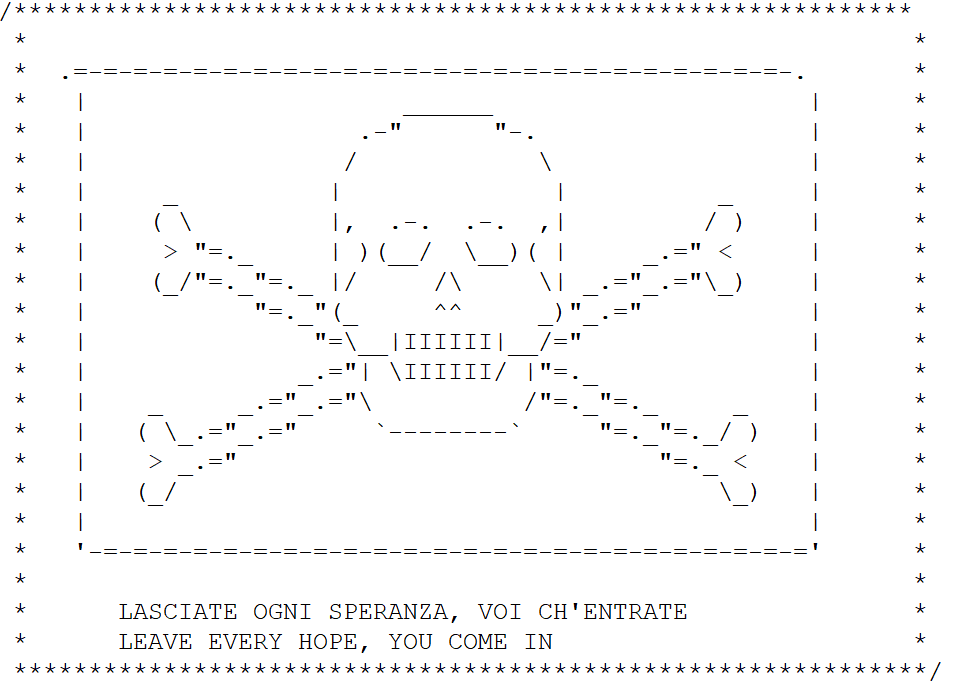 LASCIATE OGNI SPERANZA, VOI CH'ENTRATE
LEAVE EVERY HOPE, YOU COME IN